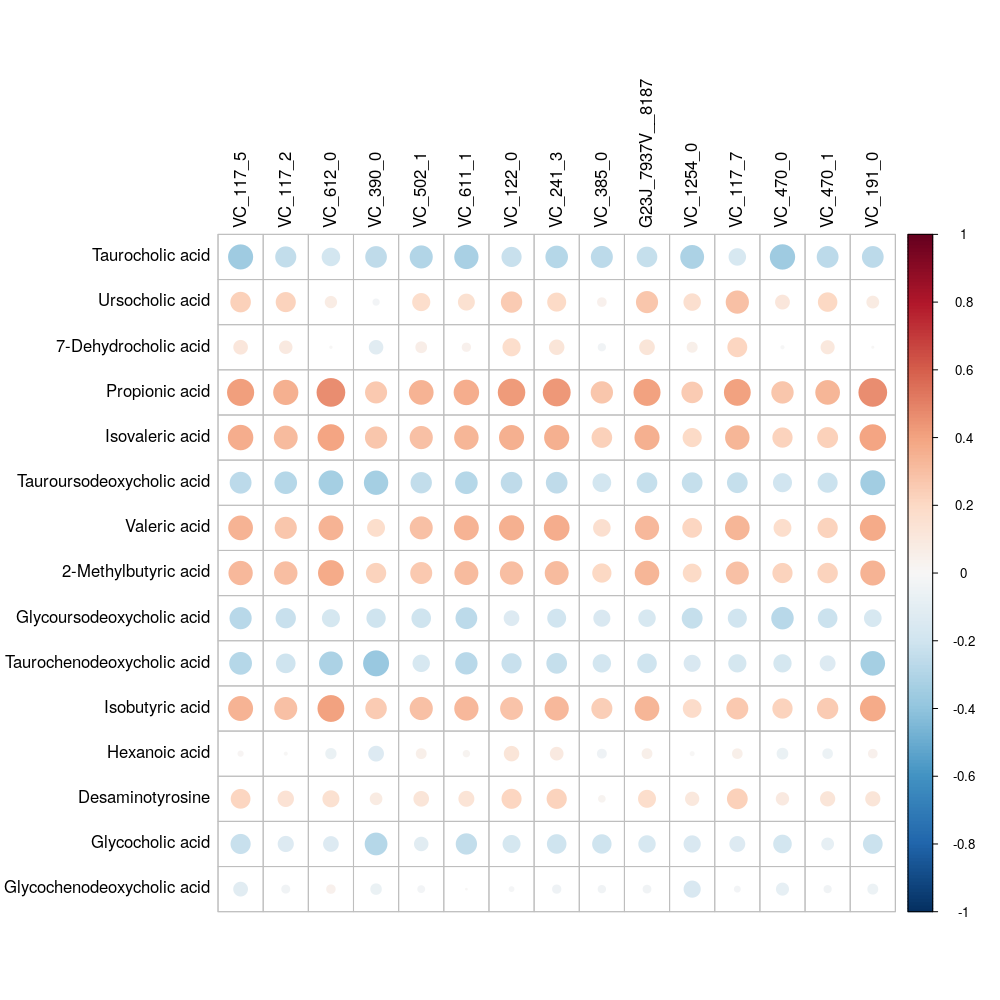 VC_117_5
VC_117_2
VC_612_0
VC_390_0
VC_502_1
VC_611_1
VC_122_0
VC_241_3
VC_385_0
G23J_7937V__8187
VC_1254_0
VC_117_7
VC_470_0
VC_470_1
VC_191_0
Taurocholic acid
Ursocholic acid
7-Dehydrocholic acid
Propionic acid
Isovaleric acid
Tauroursodeoxycholic acid
Valeric acid
2-Methylbutyric acid
Glycoursodeoxycholic acid
Taurochenodeoxycholic acid
Isobutyric acid
Hexanoic acid
Desaminotyrosine
Glycocholic acid
Glycochenodeoxycholic acid
1
0.8
0.6
0.4
0.2
0
-0.2
-0.4
-0.6
-0.8
-1